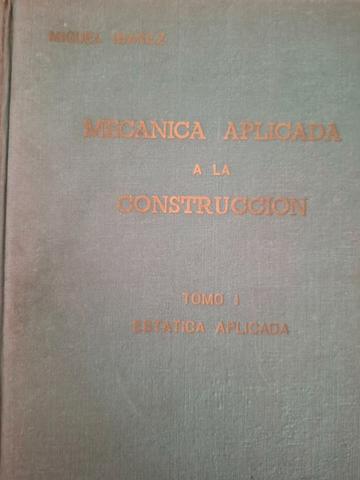 MIGUEL IBAÑEZ
MECANICA APLICADA
A LA
CONSTRUCCION
TOMO I
ESTATICA APLICADA